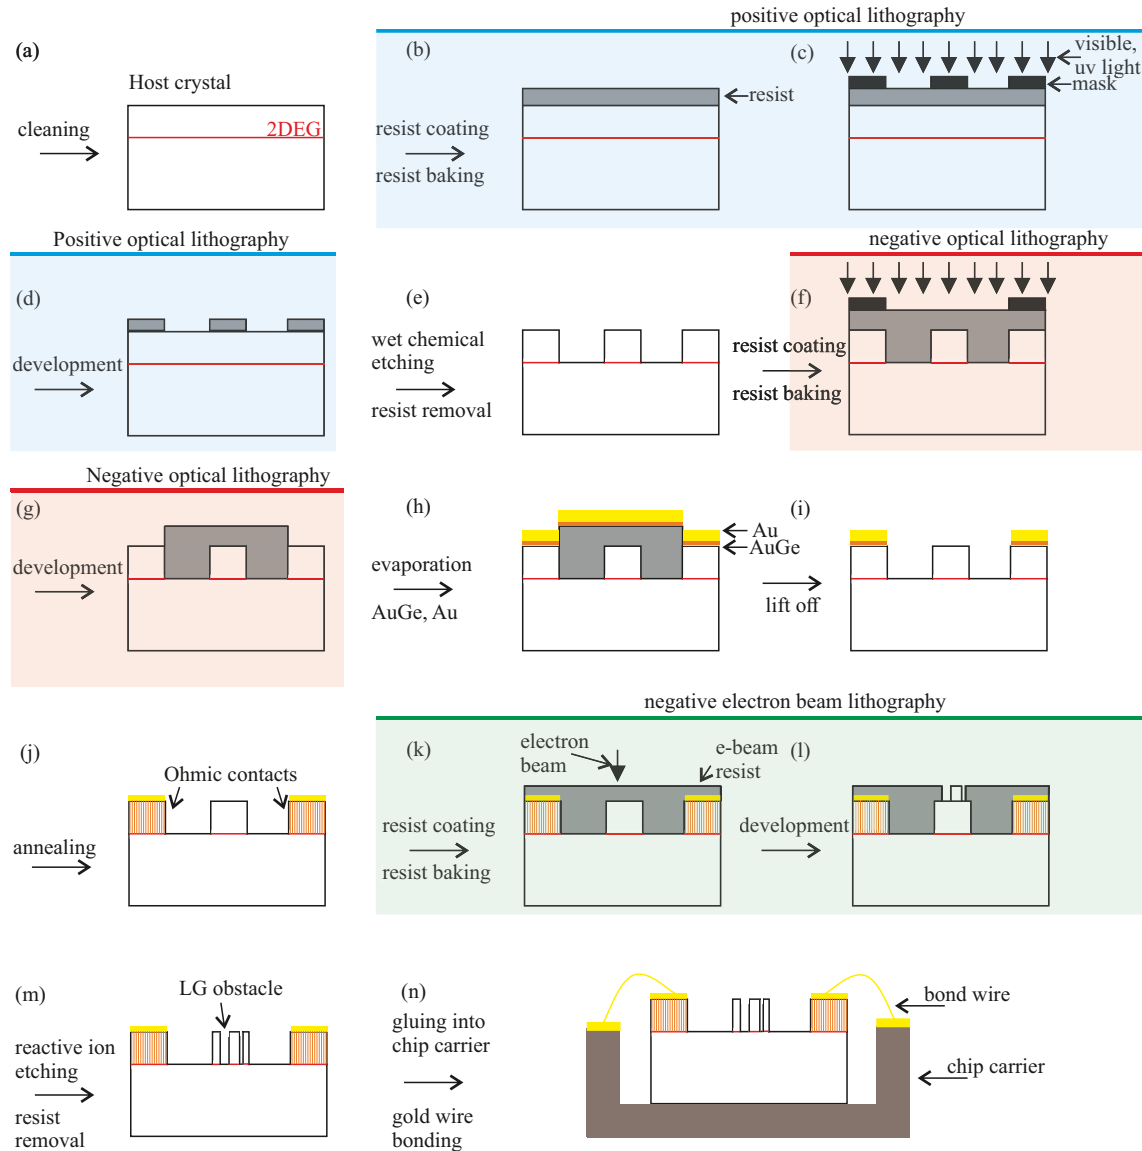 positive optical lithography
(a)
Host crystal
2DEG
cleaning
(b)
resist
resist coating
resist baking
(c)
visible,
uv light
mask
Positive optical lithography
(d)
development
(e)
wet chemical
etching
resist removal
negative optical lithography
(f)
resist coating
resist baking
Negative optical lithography
(g)
development
(h)
Au
AuGe
evaporation
AuGe, Au
(i)
lift off
negative electron beam lithography
(j)
Ohmic contacts
annealing
(k)
electron
beam
e-beam
resist
resist coating
resist baking
(l)
development
(m)
LG obstacle
reactive ion
etching
resist
removal
(n)
gluing into
chip carrier
gold wire
bonding
bond wire
chip carrier